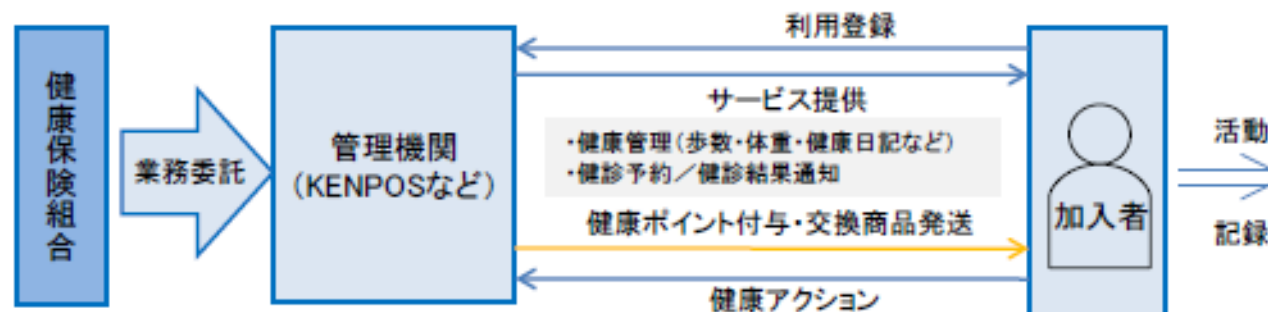 健康保険組合
業務委託
管理機関
（KENPOSなど）
利用登録
サービス提供
・健康管理（歩数・体重・健康日記など）
・健診予約／健診結果通知
健康ポイント付与・交換商品発送
健康アクション
加入者
活動
記録